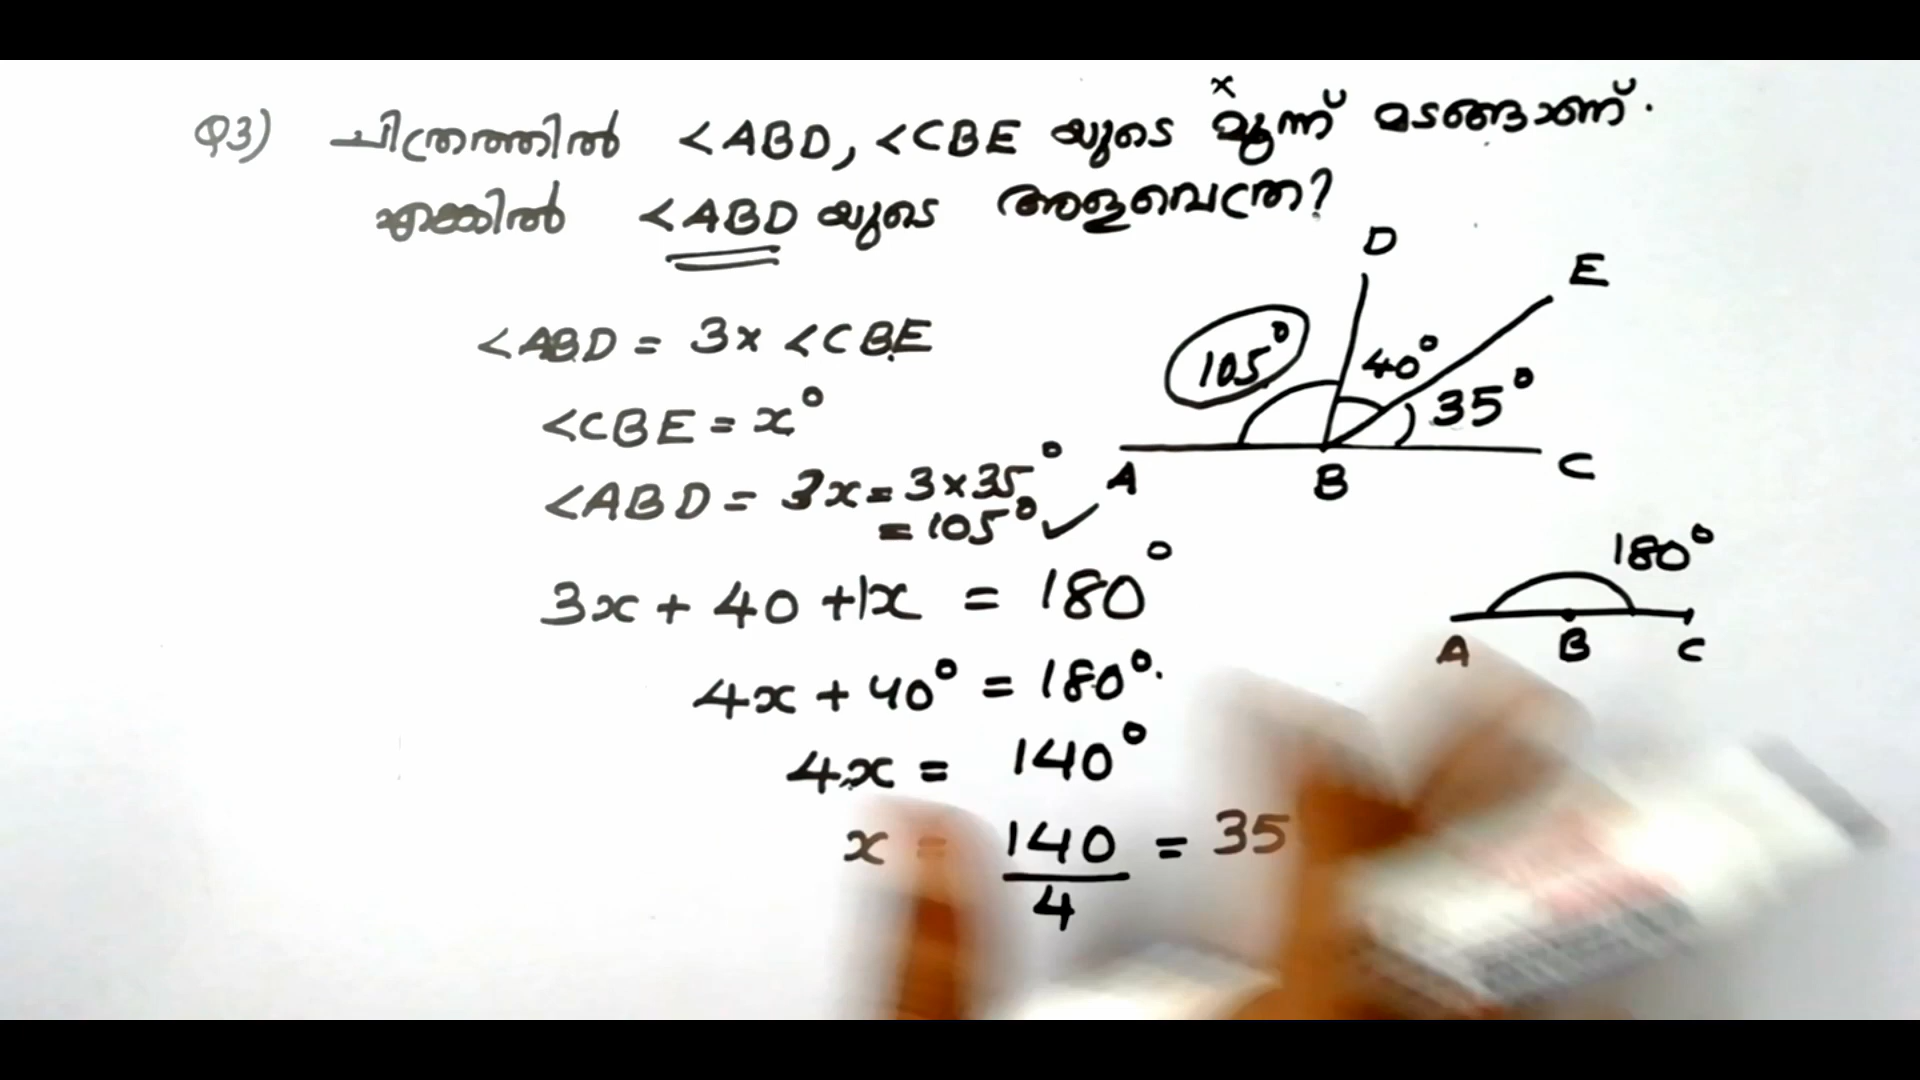 Q3) ചിത്രത്തിൽ <ABD, <CBE യുടെ മൂന്ന് മടങ്ങാണ്.
x
എങ്കിൽ <ABD യുടെ അളവെത്ര?
<ABD = 3x <CBE
<CBE = x°
<ABD = 3x = 3×35°
= 105° ✓
3x + 40 + 1x = 180°
4x + 40° = 180°.
4x = 140°
x = 140/4 = 35
D
E
105°
40°
35°
A B C
180°
A B C